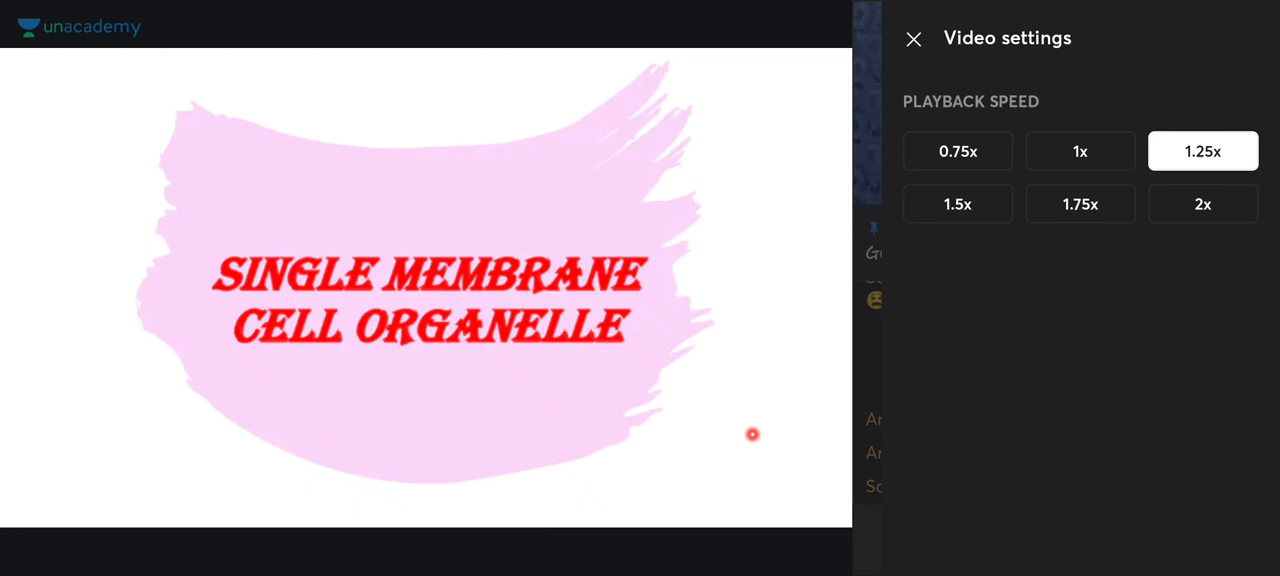 unacademy
SINGLE MEMBRANE
CELL ORGANELLE
Video settings
PLAYBACK SPEED
0.75x 1x 1.25x
1.5x 1.75x 2x